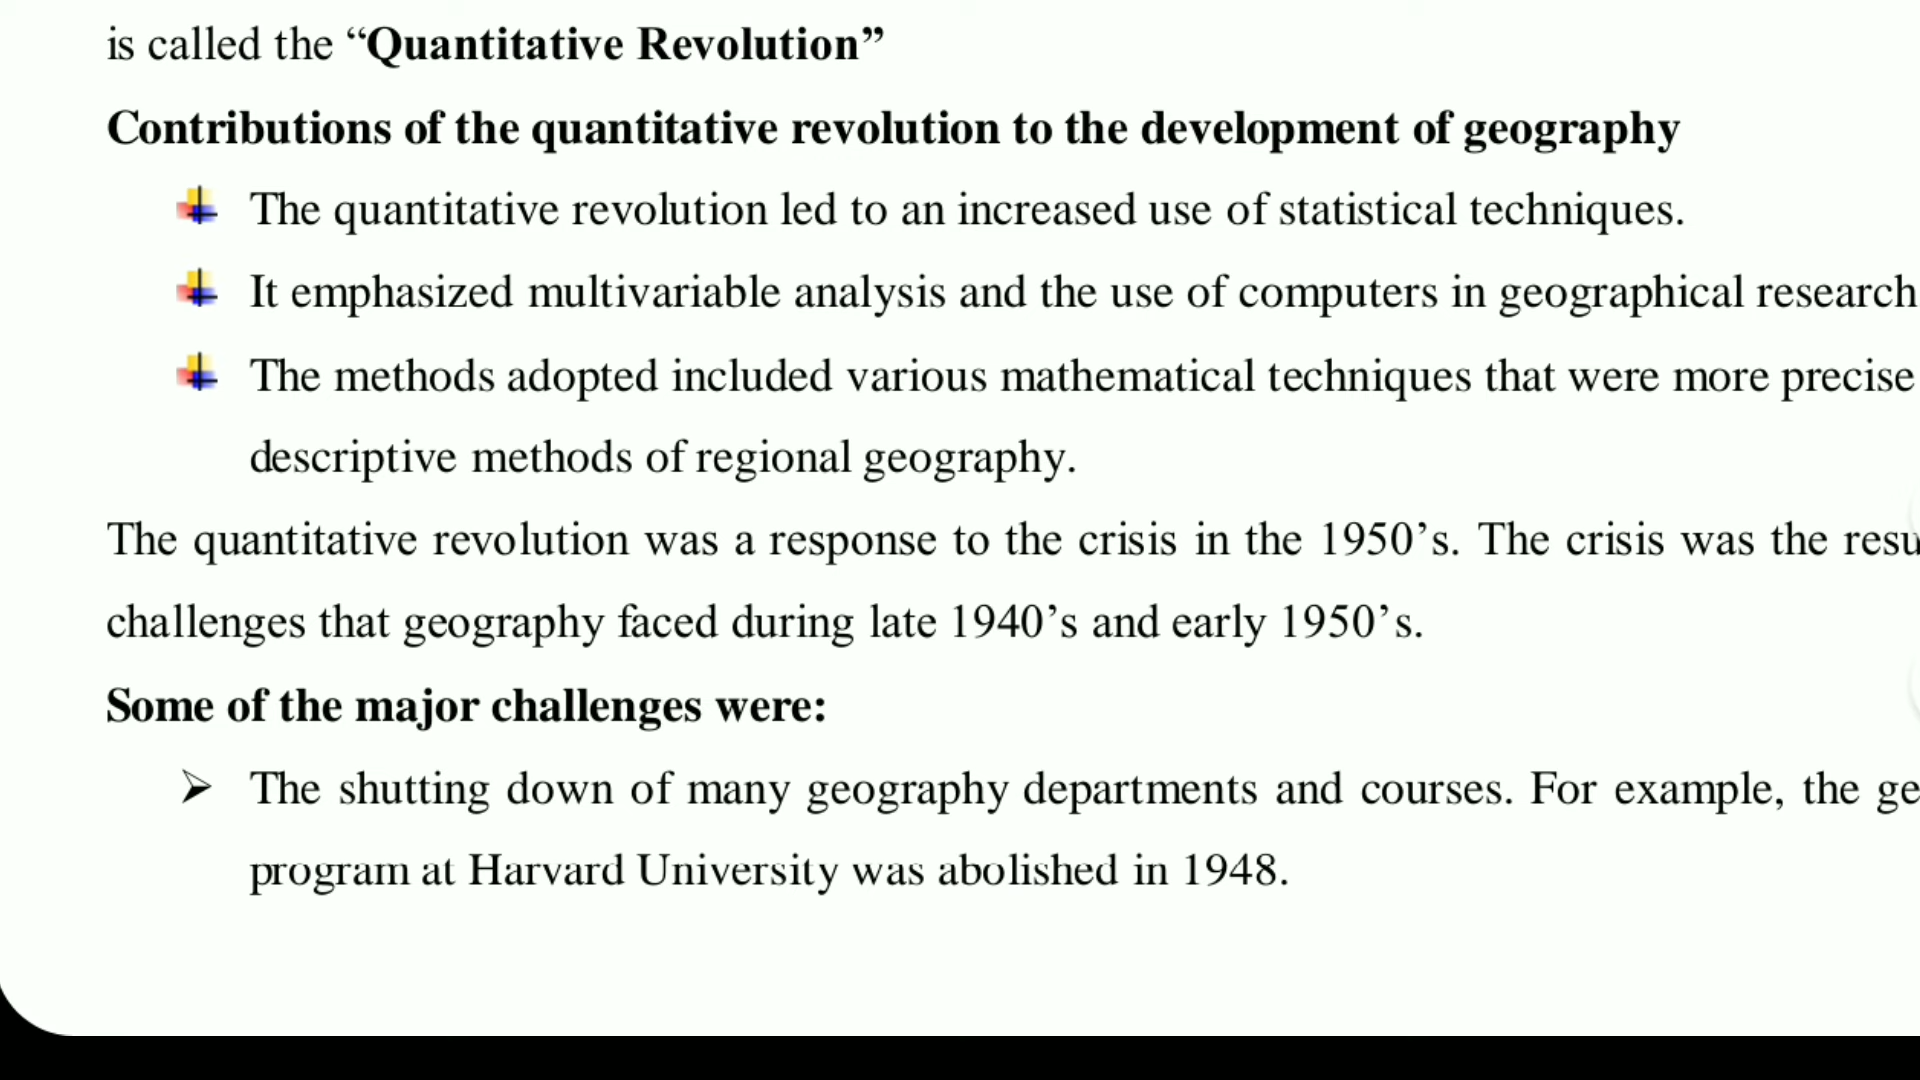 is called the “Quantitative Revolution”
Contributions of the quantitative revolution to the development of geography
The quantitative revolution led to an increased use of statistical techniques.
It emphasized multivariable analysis and the use of computers in geographical research
The methods adopted included various mathematical techniques that were more precise
descriptive methods of regional geography.
The quantitative revolution was a response to the crisis in the 1950’s. The crisis was the
challenges that geography faced during late 1940’s and early 1950’s.
Some of the major challenges were:
➢ The shutting down of many geography departments and courses. For example, the
program at Harvard University was abolished in 1948.